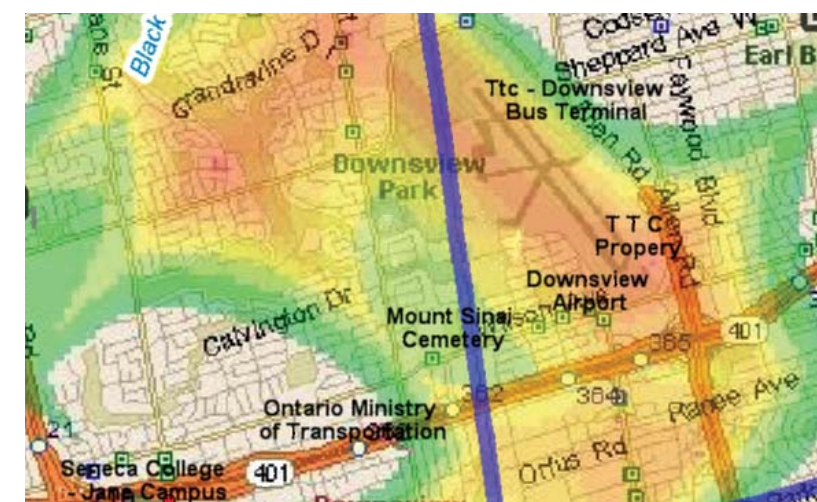 Black
Grandravine D
Sheppard Ave W
Earl B
Ttc - Downsview
Bus Terminal
Faywood Blvd
Downsview
Park
T T C
Propery
Allen Rd
Downsview
Airport
Calvington Dr
Mount Sinai
Cemetery
401
365
362
364
Ranee Ave
Ontario Ministry
of Transportation
21
Orfus Rd
Seneca College
- Jane Campus
401